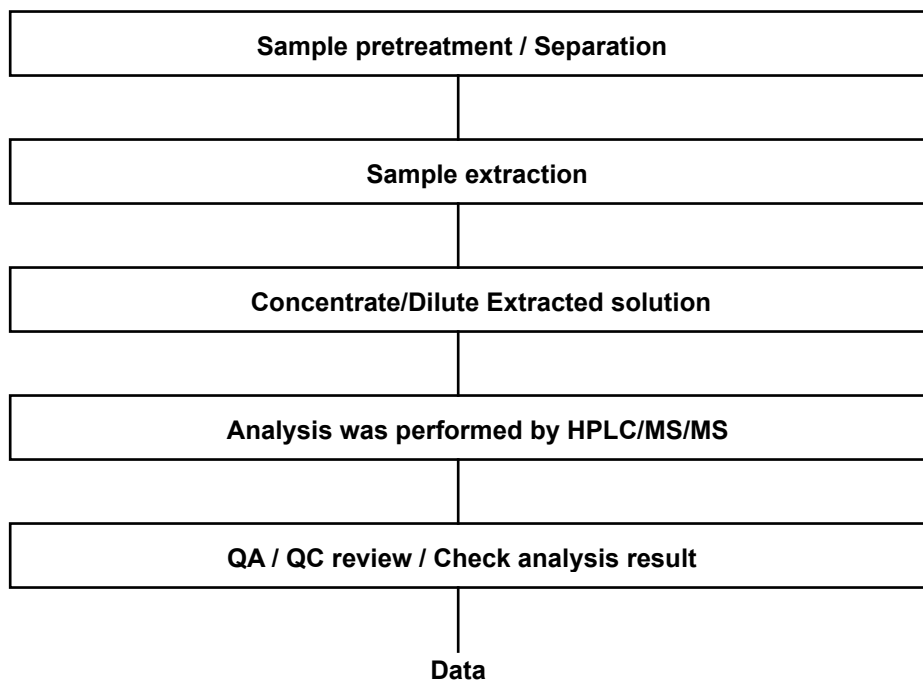 Sample pretreatment / Separation
Sample extraction
Concentrate/Dilute Extracted solution
Analysis was performed by HPLC/MS/MS
QA / QC review / Check analysis result
Data